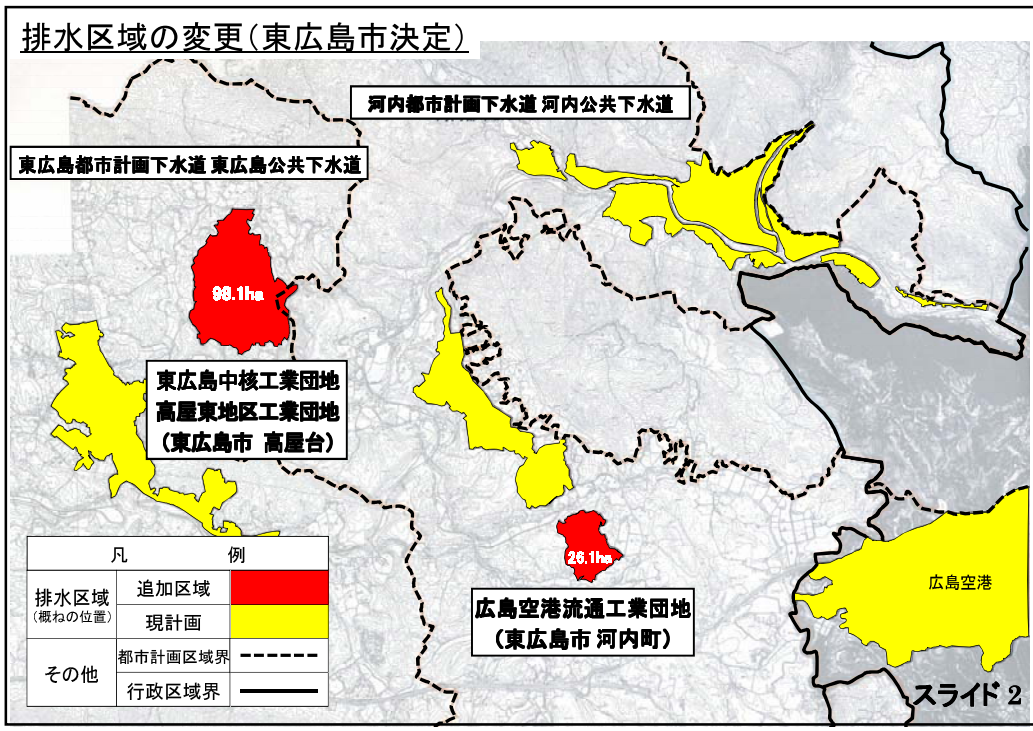 排水区域の変更(東広島市決定)
河内都市計画下水道 河内公共下水道
東広島都市計画下水道 東広島公共下水道
98.1ha
東広島中核工業団地
高屋東地区工業団地
(東広島市 高屋台)
26.1ha
広島空港流通工業団地
(東広島市 河内町)
広島空港
凡 例
排水区域
(概ねの位置)
追加区域
現計画
その他
都市計画区域界
行政区域界
スライド 2